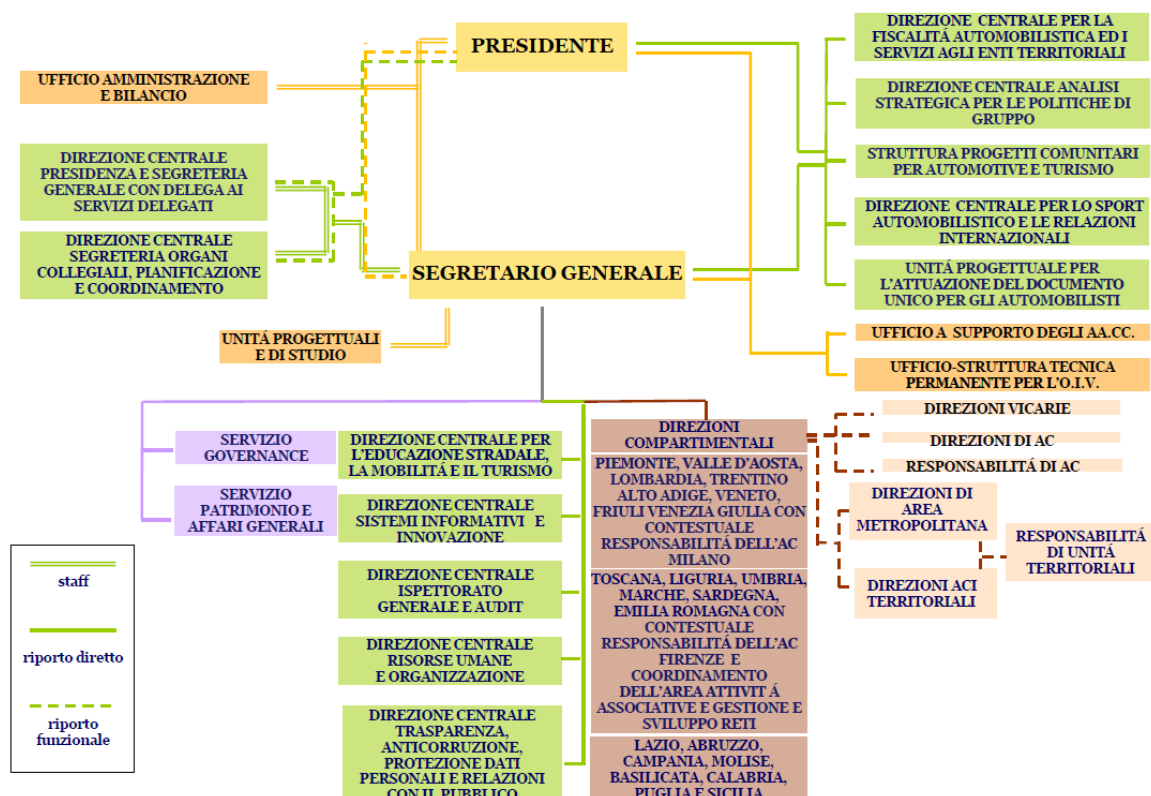 PRESIDENTE
UFFICIO AMMINISTRAZIONE
E BILANCIO
DIREZIONE CENTRALE
PRESIDENZA E SEGRETERIA
GENERALE CON DELEGA AI
SERVIZI DELEGATI
DIREZIONE CENTRALE
SEGRETERIA ORGANI
COLLEGIALI, PIANIFICAZIONE
E COORDINAMENTO
SEGRETARIO GENERALE
UNITÁ PROGETTUALI
E DI STUDIO
DIREZIONE CENTRALE PER LA
FISCALITÁ AUTOMOBILISTICA ED I
SERVIZI AGLI ENTI TERRITORIALI
DIREZIONE CENTRALE ANALISI
STRATEGICA PER LE POLITICHE DI
GRUPPO
STRUTTURA PROGETTI COMUNITARI
PER AUTOMOTIVE E TURISMO
DIREZIONE CENTRALE PER LO SPORT
AUTOMOBILISTICO E LE RELAZIONI
INTERNAZIONALI
UNITÁ PROGETTUALE PER
L'ATTUAZIONE DEL DOCUMENTO
UNICO PER GLI AUTOMOBILISTI
UFFICIO A SUPPORTO DEGLI AA.CC.
UFFICIO-STRUTTURA TECNICA
PERMANENTE PER L'O.I.V.
SERVIZIO
GOVERNANCE
SERVIZIO
PATRIMONIO E
AFFARI GENERALI
DIREZIONE CENTRALE PER
L'EDUCAZIONE STRADALE,
LA MOBILITÁ E IL TURISMO
DIREZIONE CENTRALE
SISTEMI INFORMATIVI E
INNOVAZIONE
DIREZIONE CENTRALE
ISPETTORATO
GENERALE E AUDIT
DIREZIONE CENTRALE
RISORSE UMANE
E ORGANIZZAZIONE
DIREZIONE CENTRALE
TRASPARENZA,
ANTICORRUZIONE,
PROTEZIONE DATI
PERSONALI E RELAZIONI
CON IL PUBBLICO
DIREZIONI
COMPARTIMENTALI
PIEMONTE, VALLE D'AOSTA,
LOMBARDIA, TRENTINO
ALTO ADIGE, VENETO,
FRIULI VENEZIA GIULIA CON
CONTESTUALE
RESPONSABILITÁ DELL'AC
MILANO
TOSCANA, LIGURIA, UMBRIA,
MARCHE, SARDEGNA,
EMILIA ROMAGNA CON
CONTESTUALE
RESPONSABILITÁ DELL'AC
FIRENZE E
COORDINAMENTO
DELL'AREA ATTIVIT Á
ASSOCIATIVE E GESTIONE E
SVILUPPO RETI
LAZIO, ABRUZZO,
CAMPANIA, MOLISE,
BASILICATA, CALABRIA,
PUGLIA E SICILIA
DIREZIONI VICARIE
DIREZIONI DI AC
RESPONSABILITÁ DI AC
DIREZIONI DI
AREA
METROPOLITANA
DIREZIONI ACI
TERRITORIALI
RESPONSABILITÁ
DI UNITÁ
TERRITORIALI
staff
riporto diretto
riporto
funzionale